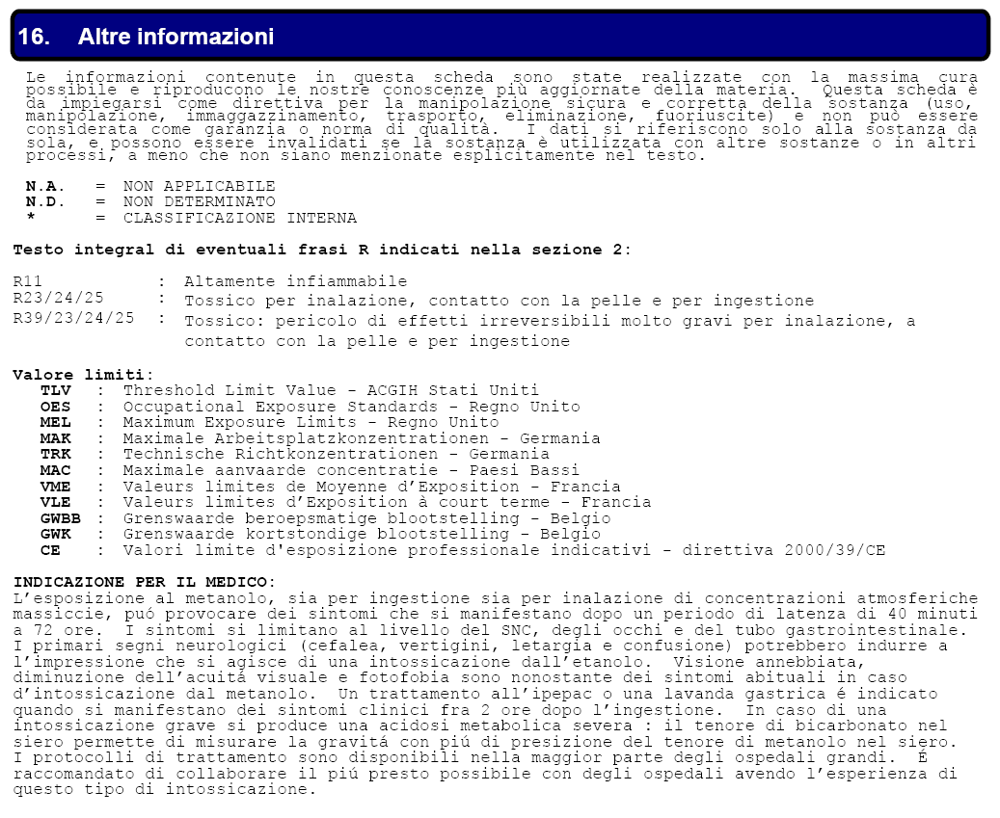 16. Altre informazioni
Le informazioni contenute in questa scheda sono state realizzate con la massima cura
possibile e riproducono le nostre conoscenze più aggiornate della materia. Questa scheda è
da impiegarsi come direttiva per la manipolazione sicura e corretta della sostanza (uso,
manipolazione, immaggazzinamento, trasporto, eliminazione, fuoriuscite) e non può essere
considerata come garanzia o norma di qualità. I dati si riferiscono solo alla sostanza da
sola, e possono essere invalidati se la sostanza è utilizzata con altre sostanze o in altri
processi, a meno che non siano menzionate esplicitamente nel testo.
N.A. = NON APPLICABILE
N.D. = NON DETERMINATO
* = CLASSIFICAZIONE INTERNA
Testo integral di eventuali frasi R indicati nella sezione 2:
R11 : Altamente infiammabile
R23/24/25 : Tossico per inalazione, contatto con la pelle e per ingestione
R39/23/24/25 : Tossico: pericolo di effetti irreversibili molto gravi per inalazione, a
contatto con la pelle e per ingestione
Valore limiti:
TLV : Threshold Limit Value - ACGIH Stati Uniti
OES : Occupational Exposure Standards - Regno Unito
MEL : Maximum Exposure Limits - Regno Unito
MAK : Maximale Arbeitsplatzkonzentrationen - Germania
TRK : Technische Richtkonzentrationen - Germania
MAC : Maximale aanvaarde concentratie - Paesi Bassi
VME : Valeurs limites de Moyenne d’Exposition - Francia
VLE : Valeurs limites d’Exposition à court terme - Francia
GWBB : Grenswaarde beroepsmatige blootstelling - Belgio
GWK : Grenswaarde kortstondige blootstelling - Belgio
CE : Valori limite d'esposizione professionale indicativi - direttiva 2000/39/CE
INDICAZIONE PER IL MEDICO:
L’esposizione al metanolo, sia per ingestione sia per inalazione di concentrazioni atmosferiche
massiccie, puó provocare dei sintomi che si manifestano dopo un periodo di latenza di 40 minuti
a 72 ore. I sintomi si limitano al livello del SNC, degli occhi e del tubo gastrointestinale.
I primari segni neurologici (cefalea, vertigini, letargia e confusione) potrebbero indurre a
l’impressione che si agisce di una intossicazione dall’etanolo. Visione annebbiata,
diminuzione dell’acuitá visuale e fotofobia sono nonostante dei sintomi abituali in caso
d’intossicazione dal metanolo. Un trattamento all’ipepac o una lavanda gastrica é indicato
quando si manifestano dei sintomi clinici fra 2 ore dopo l’ingestione. In caso di una
intossicazione grave si produce una acidosi metabolica severa : il tenore di bicarbonato nel
siero permette di misurare la gravitá con piú di presizione del tenore di metanolo nel siero.
I protocolli di trattamento sono disponibili nella maggior parte degli ospedali grandi. É
raccomandato di collaborare il piú presto possibile con degli ospedali avendo l’esperienza di
questo tipo di intossicazione.